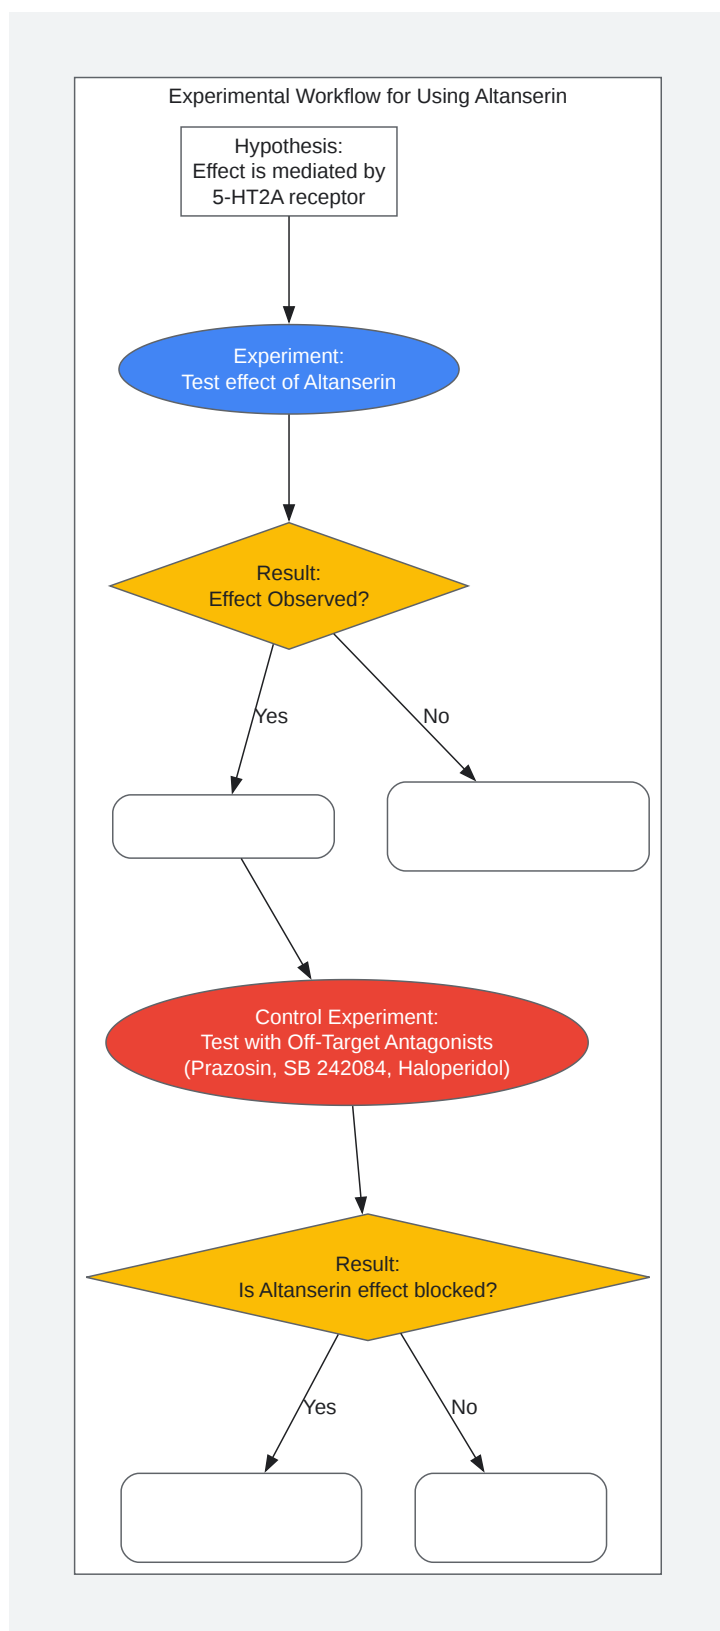 Experimental Workflow for Using Altanserin
Hypothesis:
Effect is mediated by
5-HT2A receptor
Experiment:
Test effect of Altanserin
Result:
Effect Observed?
Yes
No
Control Experiment:
Test with Off-Target Antagonists
(Prazosin, SB 242084, Haloperidol)
Result:
Is Altanserin effect blocked?
Yes
No